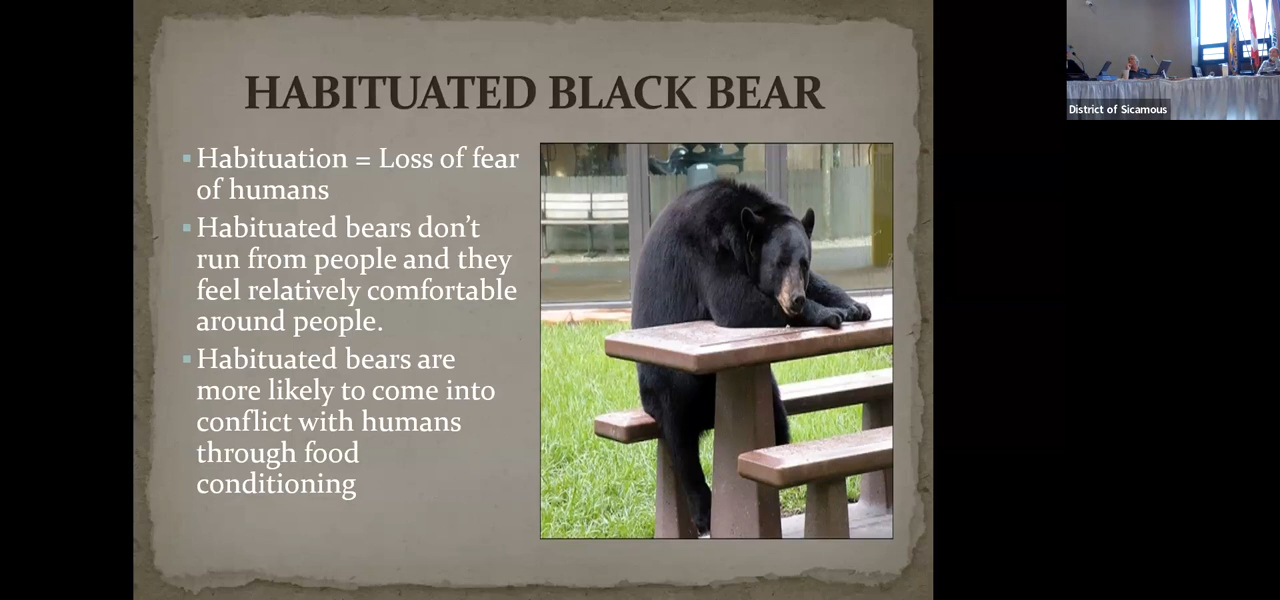 HABITUATED BLACK BEAR
Habituation = Loss of fear
of humans
Habituated bears don’t
run from people and they
feel relatively comfortable
around people.
Habituated bears are
more likely to come into
conflict with humans
through food
conditioning
District of Sicamous